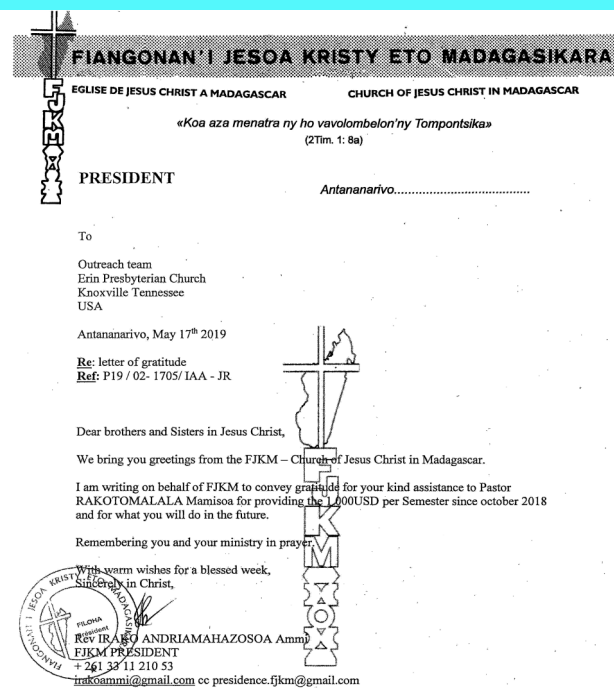 FIANGONAN'I JESOA KRISTY ETO MADAGASIKARA
EGLISE DE JESUS CHRIST A MADAGASCAR CHURCH OF JESUS CHRIST IN MADAGASCAR
FJKM
«Koa aza menatra ny ho vavolombelon'ny Tompontsika»
(2Tim. 1: 8a)
PRESIDENT
Antananarivo......................................
To
Outreach team
Erin Presbyterian Church
Knoxville Tennessee
USA
Antananarivo, May 17th 2019
Re: letter of gratitude
Ref: P19 / 02- 1705/ IAA - JR
Dear brothers and Sisters in Jesus Christ,
We bring you greetings from the FJKM – Church of Jesus Christ in Madagascar.
I am writing on behalf of FJKM to convey gratitude for your kind assistance to Pastor
RAKOTOMALALA Mamisoa for providing the 1,000USD per Semester since october 2018
and for what you will do in the future.
Remembering you and your ministry in prayer,
With warm wishes for a blessed week,
Sincerely in Christ,
FJKM
FIANGONAN'I JESOA KRISTY ETO MADAGASIKARA
FILOHA
Président
Rev IRAKO ANDRIAMAHAZOSOA Ammi
FJKM PRESIDENT
+ 261 33 11 210 53
irakoammi@gmail.com cc presidence.fjkm@gmail.com